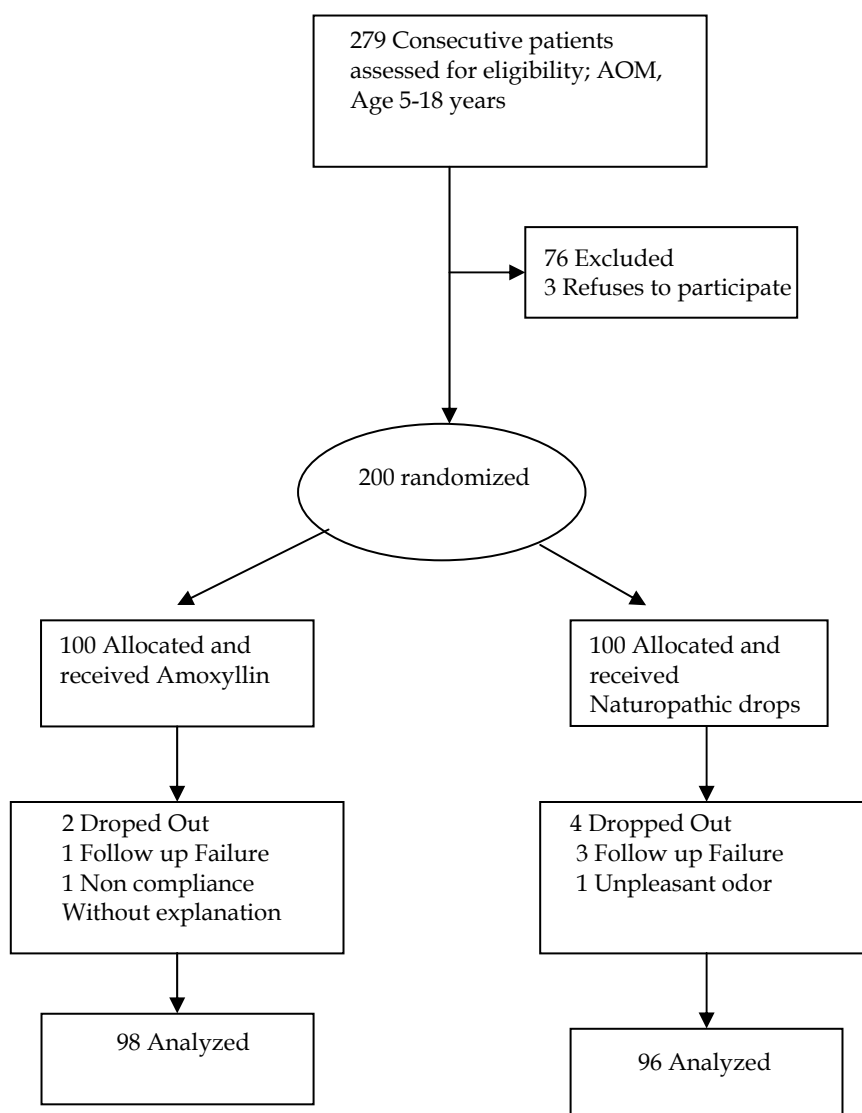 279 Consecutive patients
assessed for eligibility; AOM,
Age 5-18 years
76 Excluded
3 Refuses to participate
200 randomized
100 Allocated and
received Amoxyllin
100 Allocated and
received
Naturopathic drops
2 Droped Out
1 Follow up Failure
1 Non compliance
Without explanation
4 Dropped Out
3 Follow up Failure
1 Unpleasant odor
98 Analyzed
96 Analyzed